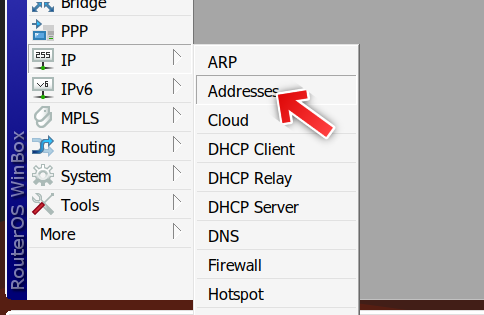 Bridge
PPP
IP
IPv6
MPLS
Routing
System
Tools
More
ARP
Addresses
Cloud
DHCP Client
DHCP Relay
DHCP Server
DNS
Firewall
Hotspot
RouterOS WinBox
255
v6